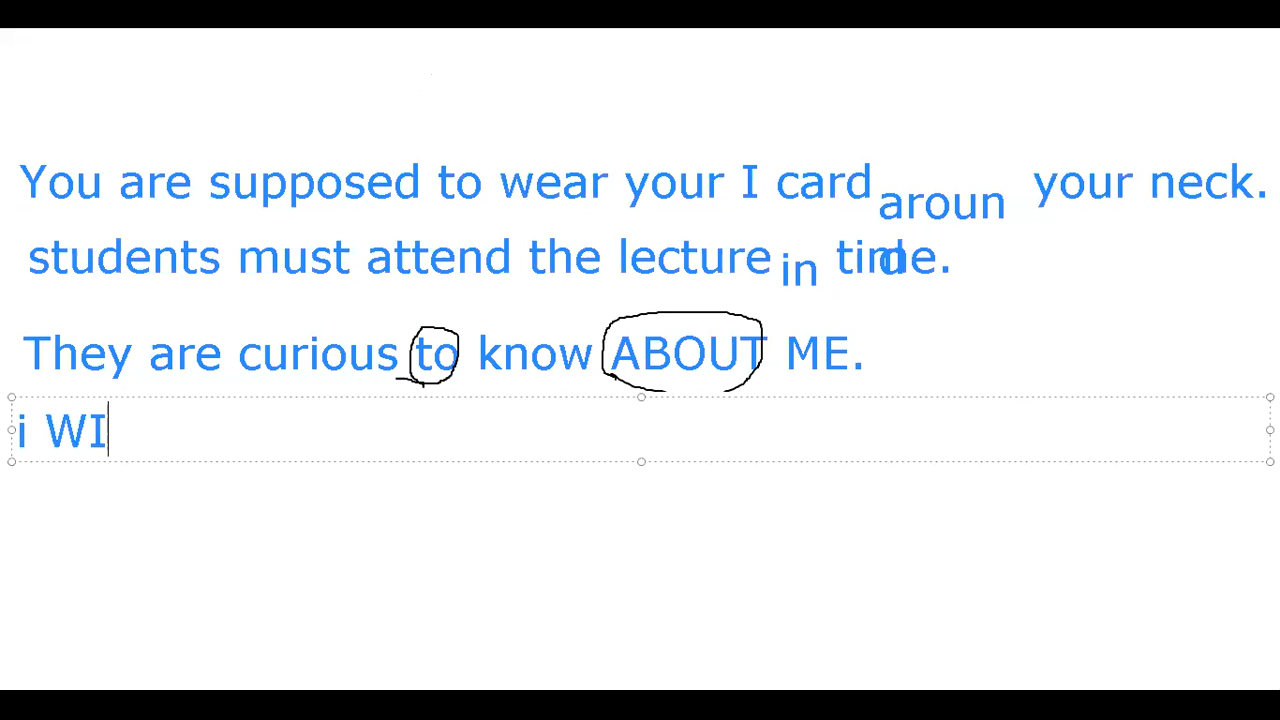 You are supposed to wear your I card around your neck.
students must attend the lecture in time.
They are curious to know ABOUT ME.
i WI